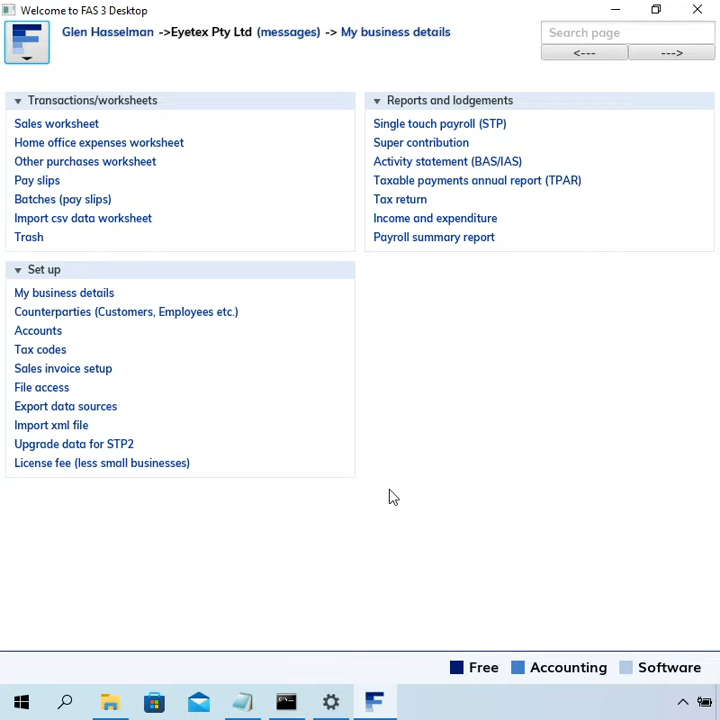 Welcome to FAS 3 Desktop
Glen Hasselman ->Eyetex Pty Ltd (messages) -> My business details
Search page
<--- --->
Transactions/worksheets
Sales worksheet
Home office expenses worksheet
Other purchases worksheet
Pay slips
Batches (pay slips)
Import csv data worksheet
Trash
Reports and lodgements
Single touch payroll (STP)
Super contribution
Activity statement (BAS/IAS)
Taxable payments annual report (TPAR)
Tax return
Income and expenditure
Payroll summary report
Set up
My business details
Counterparties (Customers, Employees etc.)
Accounts
Tax codes
Sales invoice setup
File access
Export data sources
Import xml file
Upgrade data for STP2
License fee (less small businesses)
Free Accounting Software